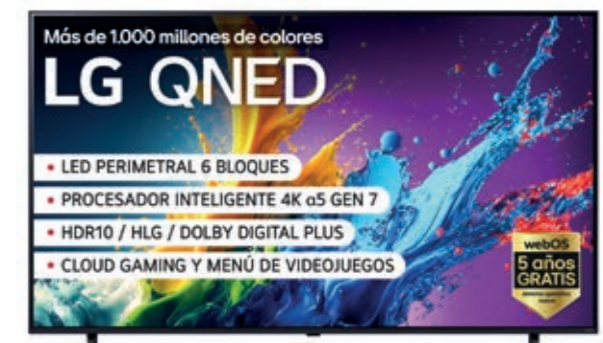 Más de 1.000 millones de colores
LG QNED
• LED PERIMETRAL 6 BLOQUES
• PROCESADOR INTELIGENTE 4K α5 GEN 7
• HDR10 / HLG / DOLBY DIGITAL PLUS
• CLOUD GAMING Y MENÚ DE VIDEOJUEGOS
webOS
5 años
GRATIS